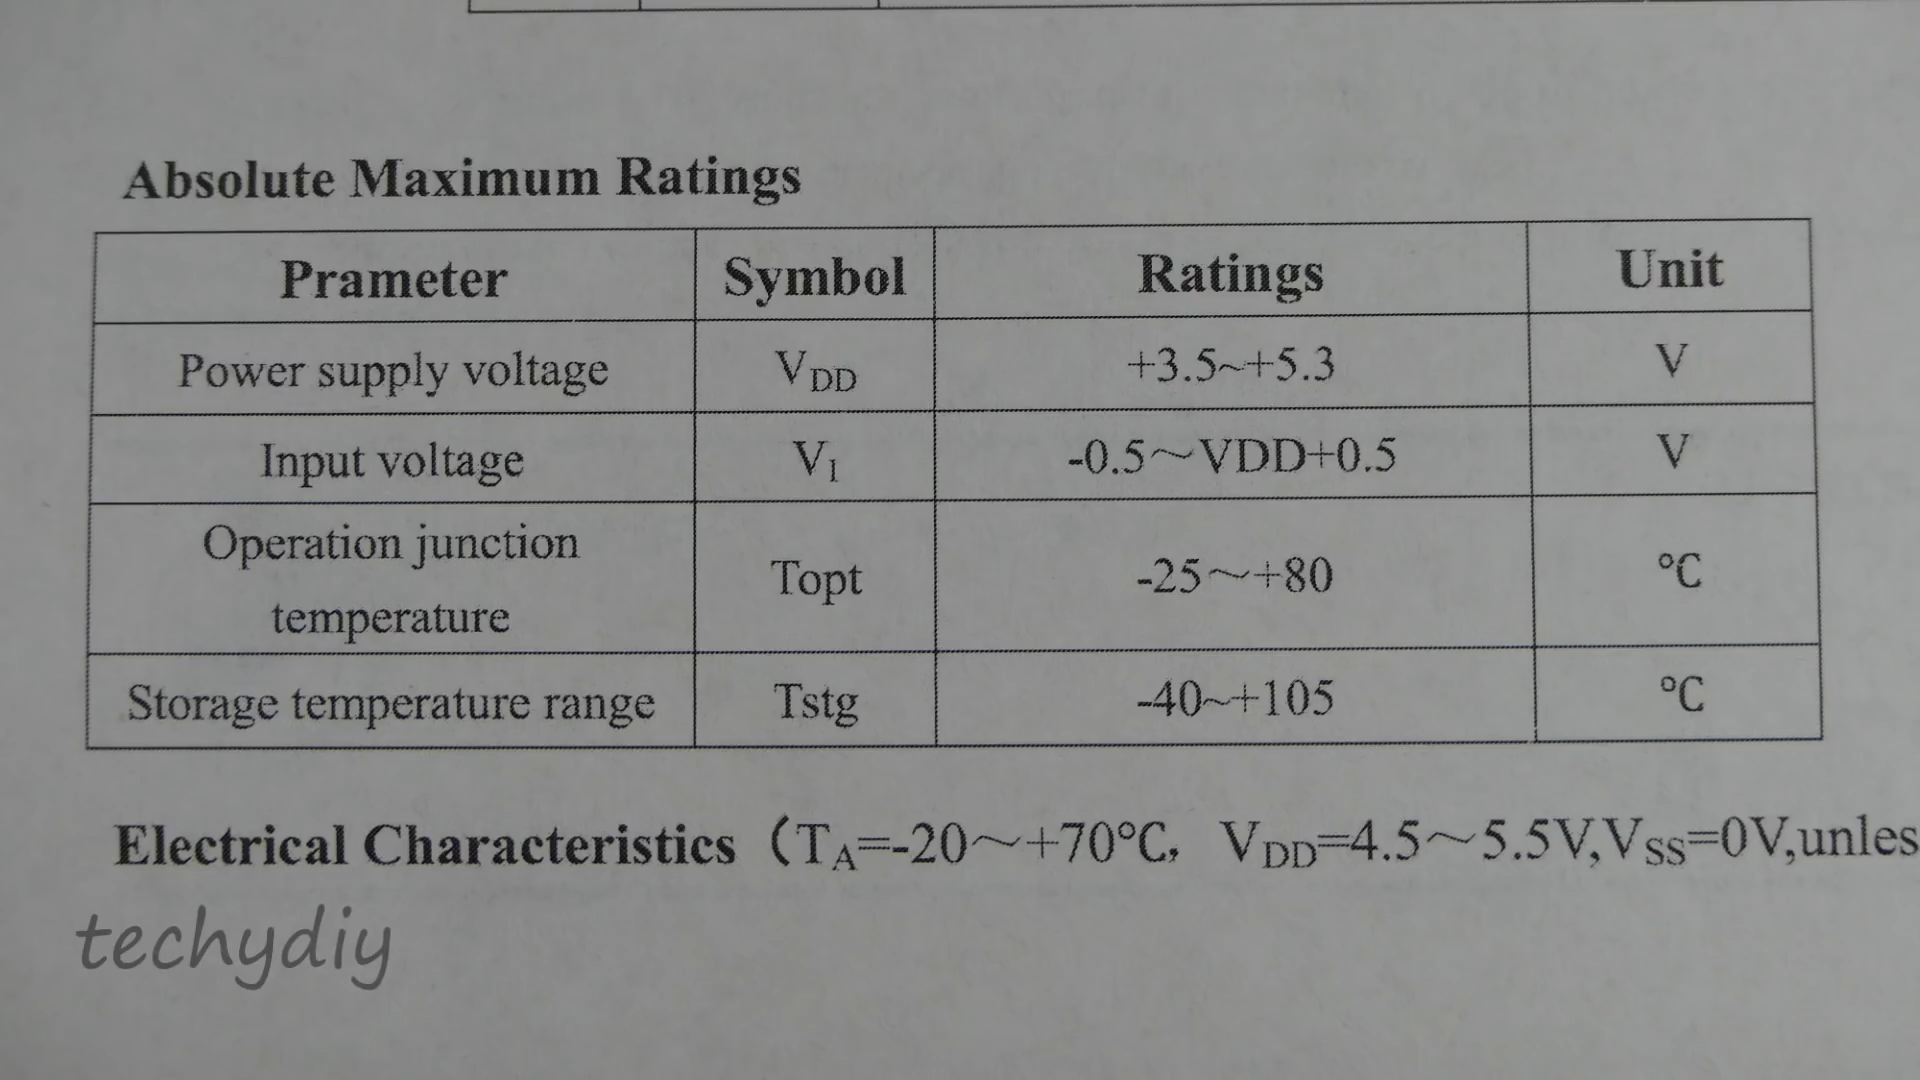 Absolute Maximum Ratings
Prameter Symbol Ratings Unit
Power supply voltage VDD +3.5~+5.3 V
Input voltage VI -0.5～VDD+0.5 V
Operation junction
temperature Topt -25～+80 °C
Storage temperature range Tstg -40~+105 °C
Electrical Characteristics（TA=-20～+70℃, VDD=4.5～5.5V,VSS=0V,unles
techydiy